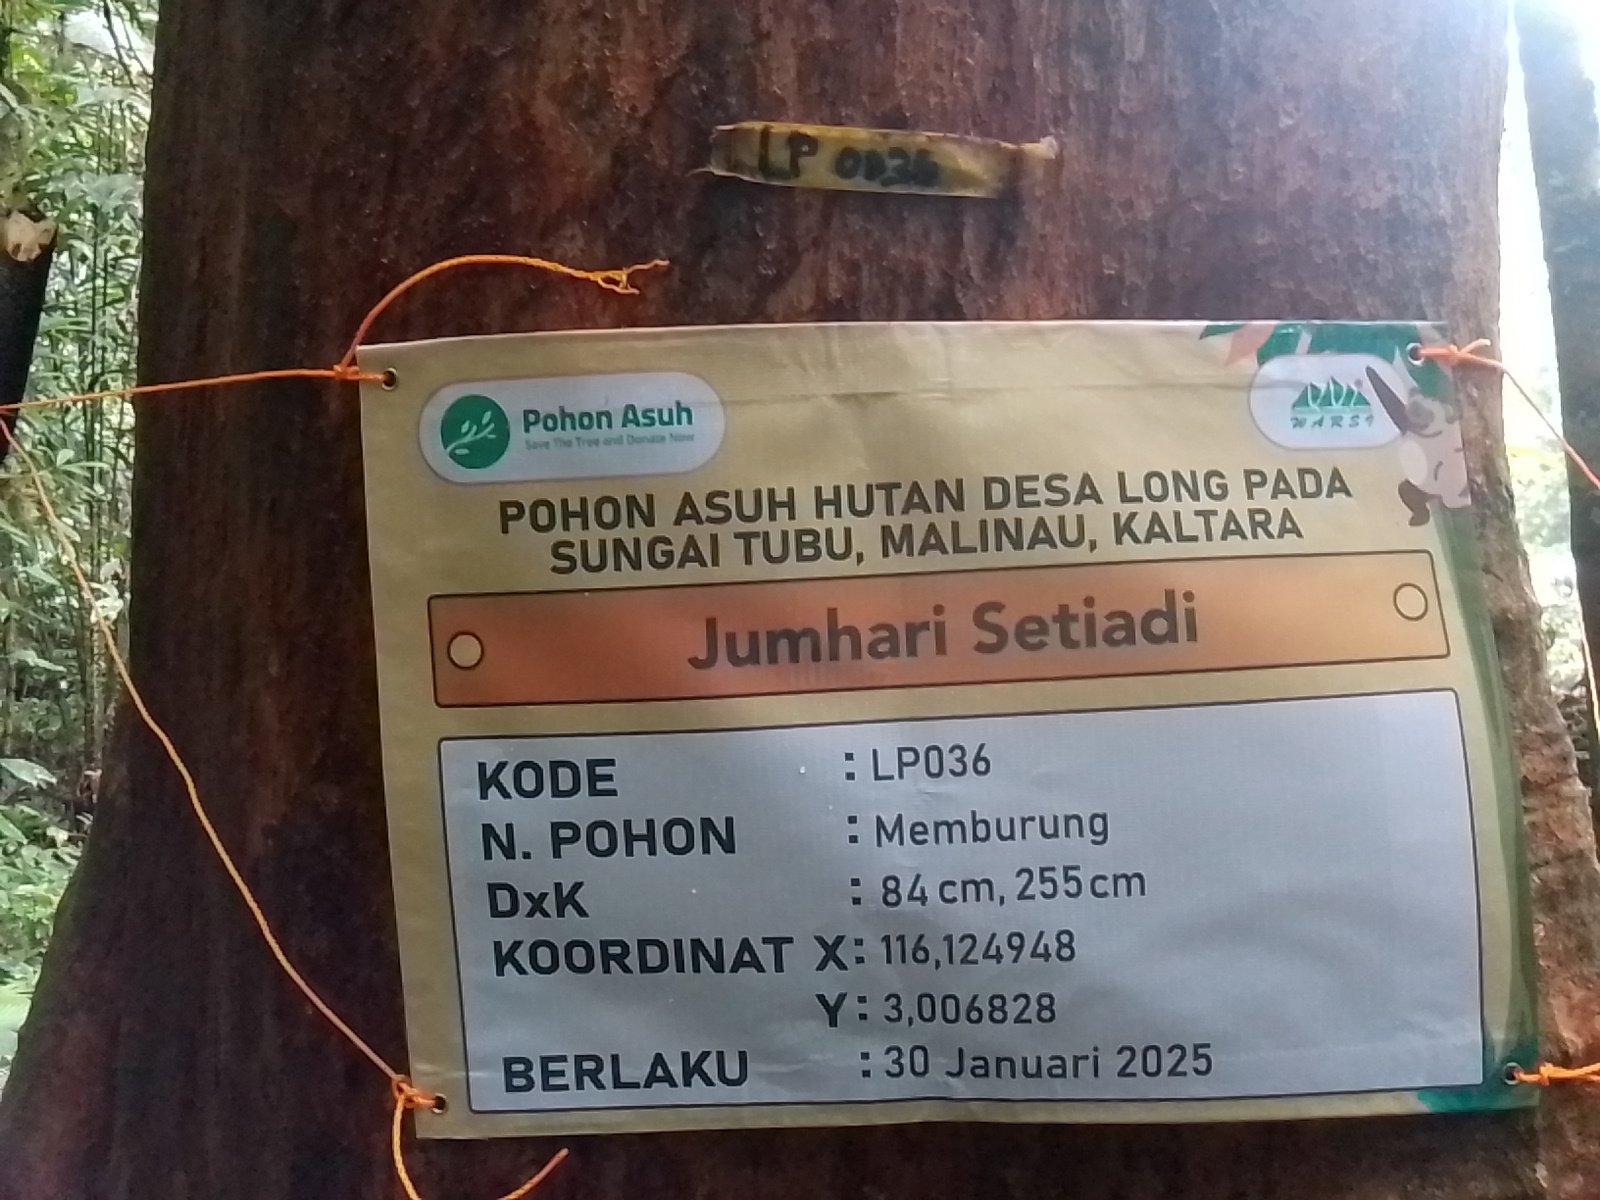 LP 0036
Pohon Asuh
Save The Tree and Donate Now
WARSI
POHON ASUH HUTAN DESA LONG PADA
SUNGAI TUBU, MALINAU, KALTARA
Jumhari Setiadi
KODE : LP036
N. POHON : Memburung
DxK : 84 cm, 255 cm
KOORDINAT X : 116,124948
Y : 3,006828
BERLAKU : 30 Januari 2025